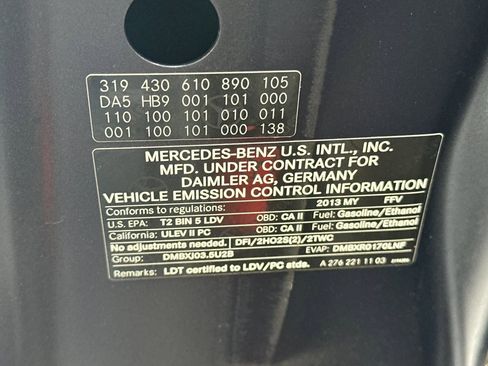 319 430 610 890 105
DA5 HB9 001 101 000
110 100 101 010 011
001 100 101 000 138
MERCEDES-BENZ U.S. INTL., INC.
MFD. UNDER CONTRACT FOR
DAIMLER AG, GERMANY
VEHICLE EMISSION CONTROL INFORMATION
Conforms to regulations: 2013 MY FFV
U.S. EPA: T2 BIN 5 LDV OBD: CA II Fuel: Gasoline/Ethanol
California: ULEV II PC OBD: CA II Fuel: Gasoline/Ethanol
No adjustments needed. DFI/2HO2S(2)/2TWC
Group: DMBXJ03.5U2B EVAP: DMBXR0170LNF
Remarks: LDT certified to LDV/PC stds. A 276 221 11 03